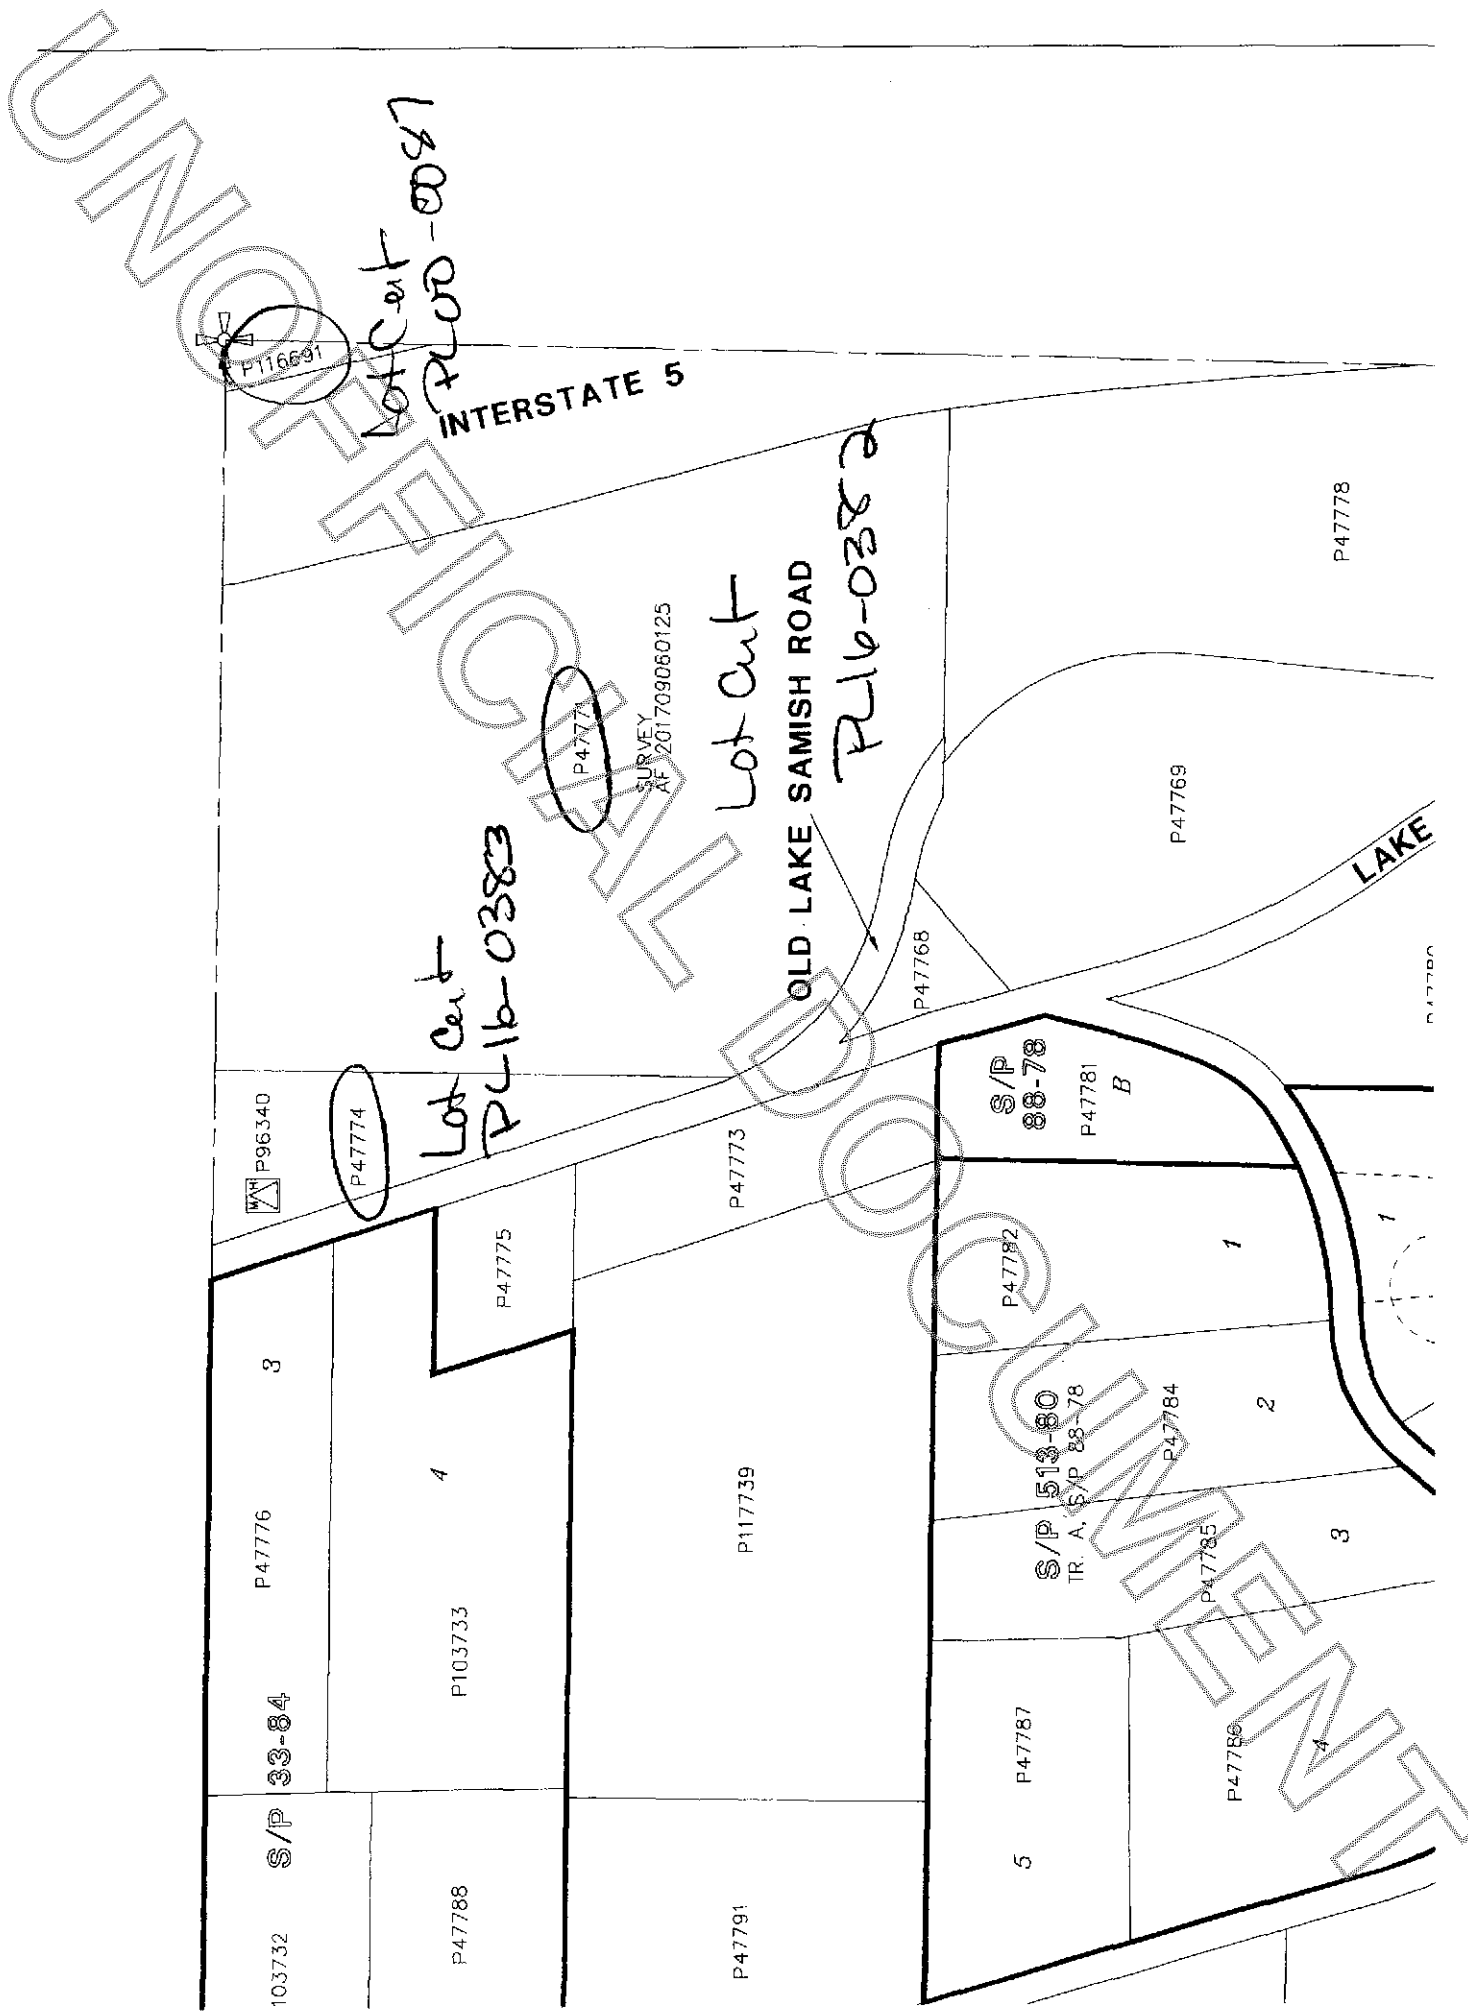 UNOFFICIAL DOCUMENT
103732
S/P 33-84
P47776
3
P96340
P116691
Lot Cert
PL00-0087
INTERSTATE 5
P47788
P103733
4
P47775
P47774
Lot Cert
PL16-0383
SURVEY
AF 201709060125
Lot Cert
OLD LAKE SAMISH ROAD
PL16-0382
P47791
P117739
P47773
P47768
P47769
P47778
LAKE
S/P
88-78
P47781
B
P47782
1
1
S/P 513-80
TR. A, S/P 88-78
P47784
2
P47785
3
P47787
5
P47786
4